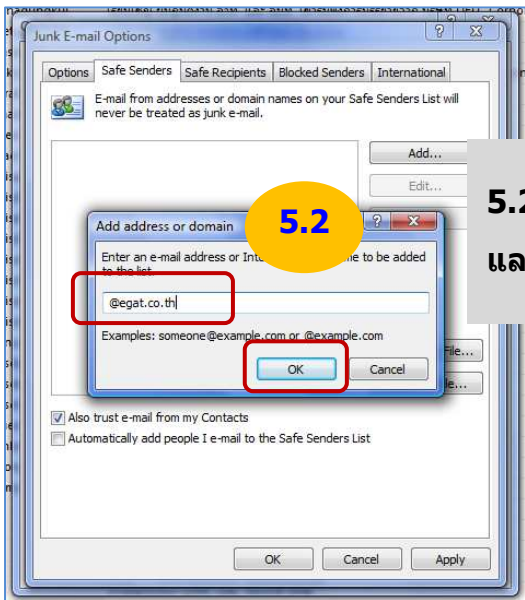 Junk E-mail Options
Options Safe Senders Safe Recipients Blocked Senders International
E-mail from addresses or domain names on your Safe Senders List will
never be treated as junk e-mail.
Add...
Edit...
5.2
Add address or domain
5.2
Enter an e-mail address or to be added
to the list.
@egat.co.th
Examples: someone@example.com or @example.com
OK Cancel
Also trust e-mail from my Contacts
Automatically add people I e-mail to the Safe Senders List
OK Cancel Apply